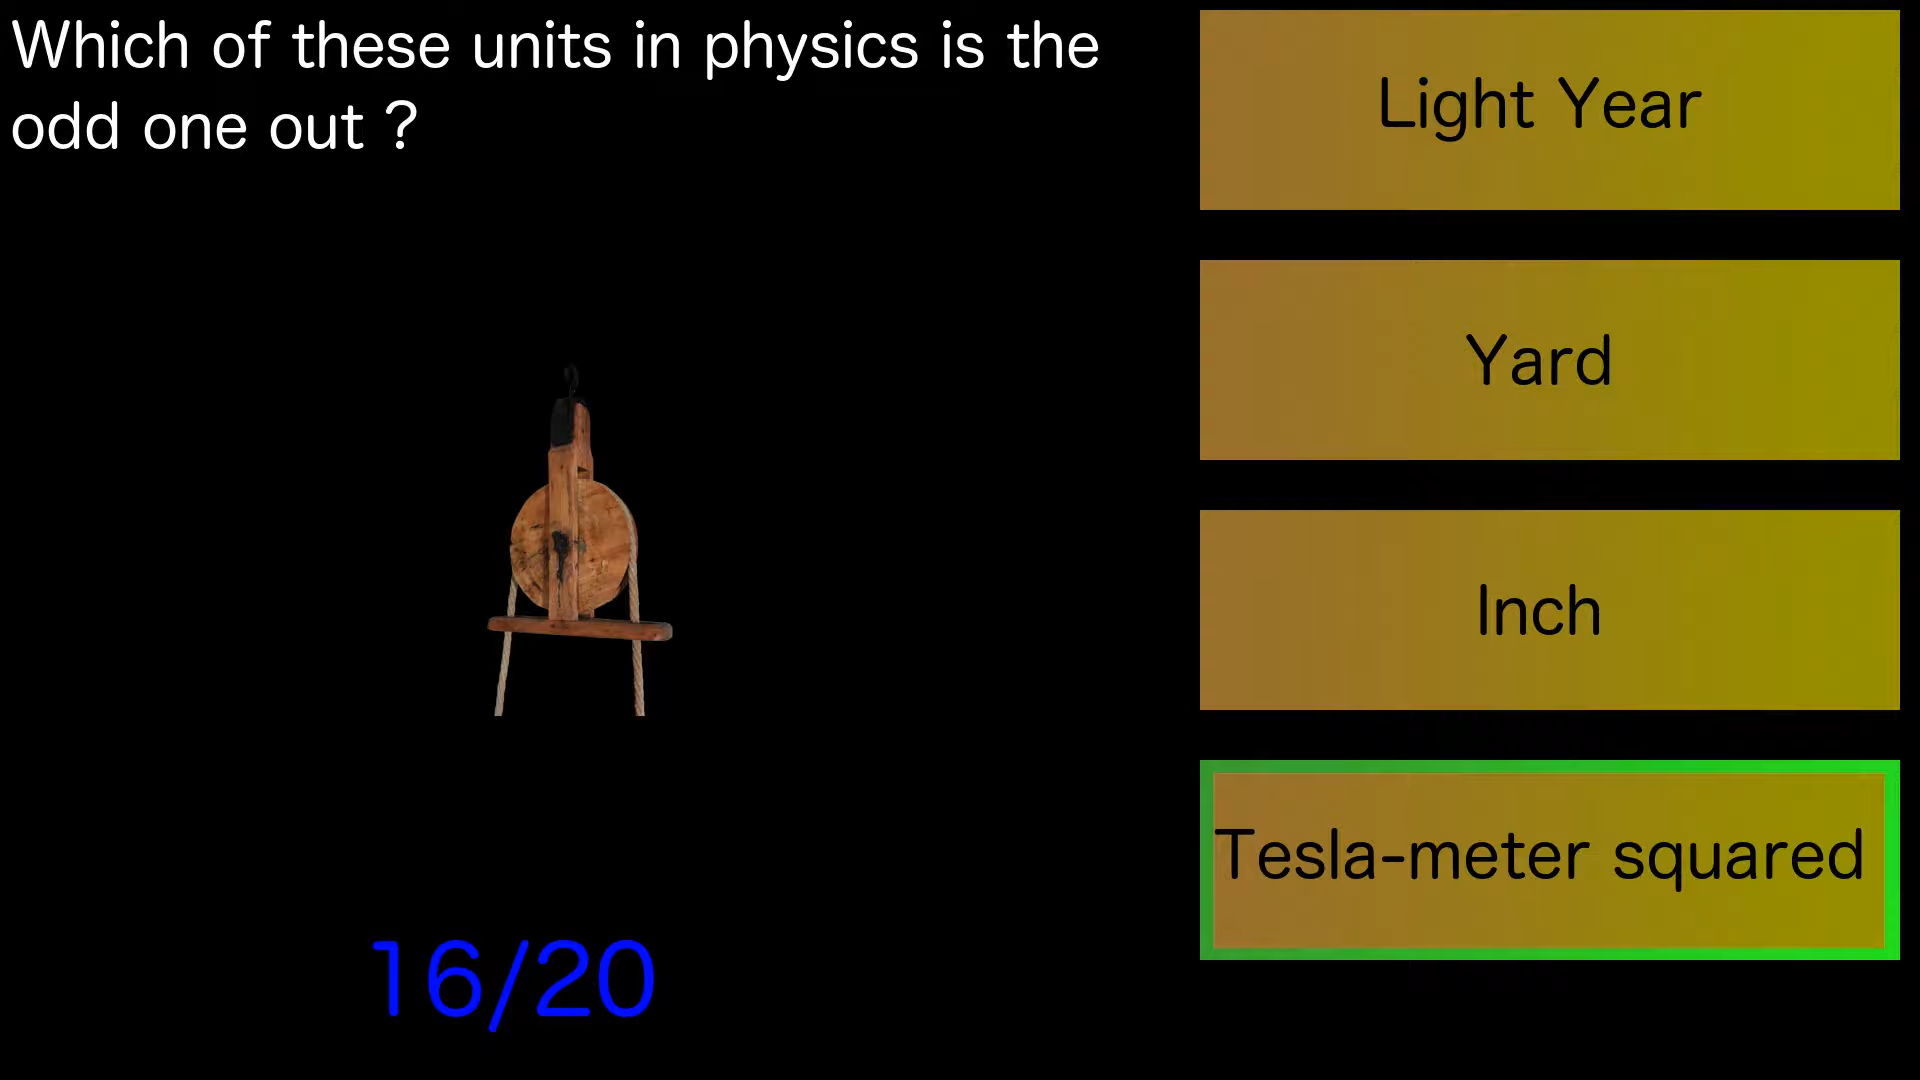 Which of these units in physics is the
odd one out ?
Light Year
Yard
Inch
Tesla-meter squared
16/20